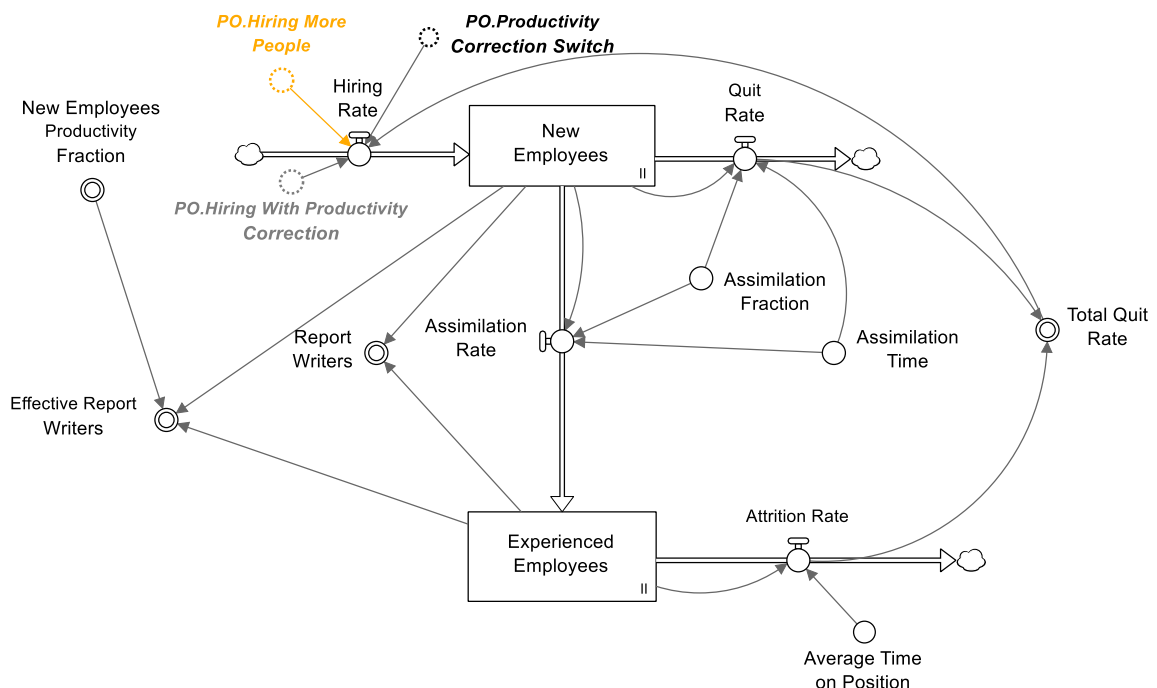 PO.Hiring More
People
PO.Productivity
Correction Switch
Hiring
Rate
Quit
Rate
New Employees
Productivity
Fraction
New
Employees
PO.Hiring With Productivity
Correction
Assimilation
Fraction
Report
Writers
Assimilation
Rate
Assimilation
Time
Total Quit
Rate
Effective Report
Writers
Attrition Rate
Experienced
Employees
Average Time
on Position